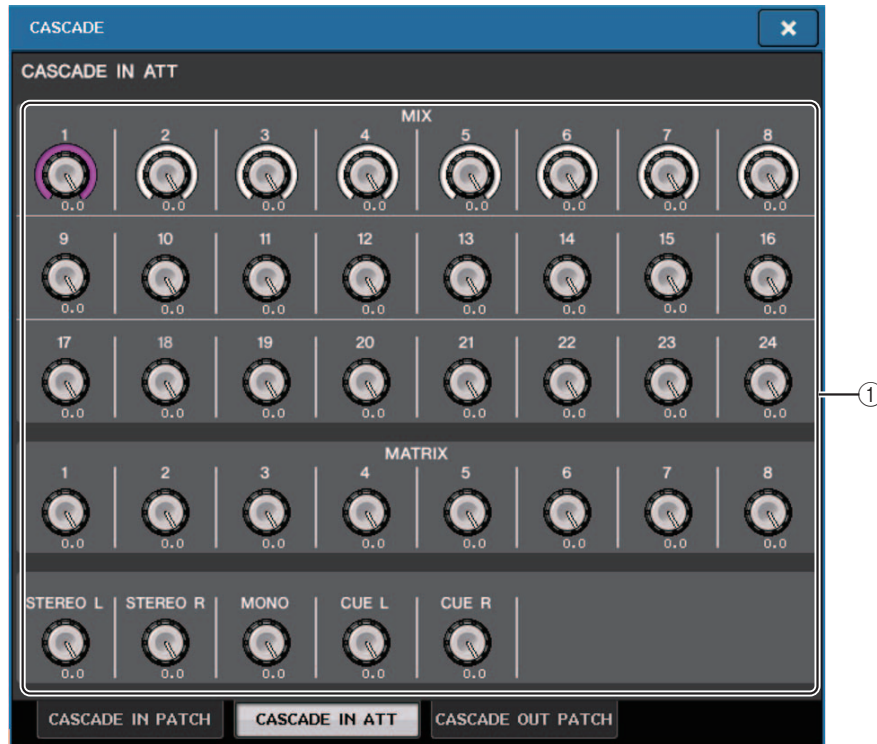 CASCADE
×
CASCADE IN ATT
MIX
1 2 3 4 5 6 7 8
0.0 0.0 0.0 0.0 0.0 0.0 0.0 0.0
9 10 11 12 13 14 15 16
0.0 0.0 0.0 0.0 0.0 0.0 0.0 0.0
17 18 19 20 21 22 23 24
0.0 0.0 0.0 0.0 0.0 0.0 0.0 0.0
①
MATRIX
1 2 3 4 5 6 7 8
0.0 0.0 0.0 0.0 0.0 0.0 0.0 0.0
STEREO L STEREO R MONO CUE L CUE R
0.0 0.0 0.0 0.0 0.0
CASCADE IN PATCH CASCADE IN ATT CASCADE OUT PATCH